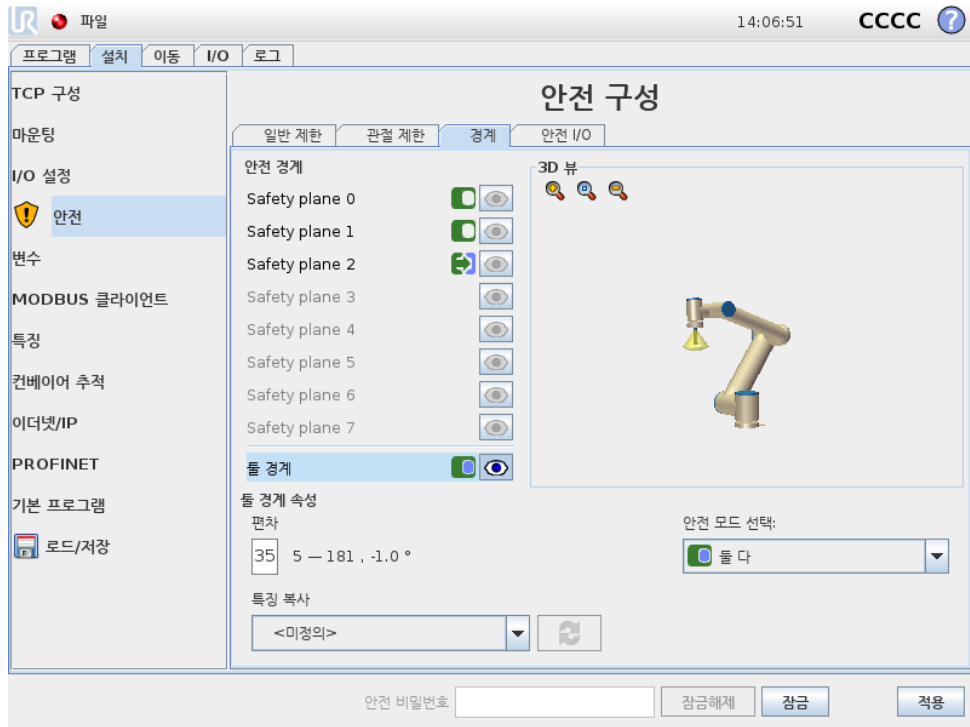 UR 파일 14:06:51 CCCC ?
프로그램 설치 이동 I/O 로그
TCP 구성
마운팅
I/O 설정
안전
변수
MODBUS 클라이언트
특징
컨베이어 추적
이더넷/IP
PROFINET
기본 프로그램
로드/저장
안전 구성
일반 제한 관절 제한 경계 안전 I/O
안전 경계
Safety plane 0
Safety plane 1
Safety plane 2
Safety plane 3
Safety plane 4
Safety plane 5
Safety plane 6
Safety plane 7
툴 경계
3D 뷰
툴 경계 속성
편차
35 5 — 181 , -1.0 °
안전 모드 선택:
둘 다
특징 복사
<미정의>
안전 비밀번호 잠금해제 잠금 적용